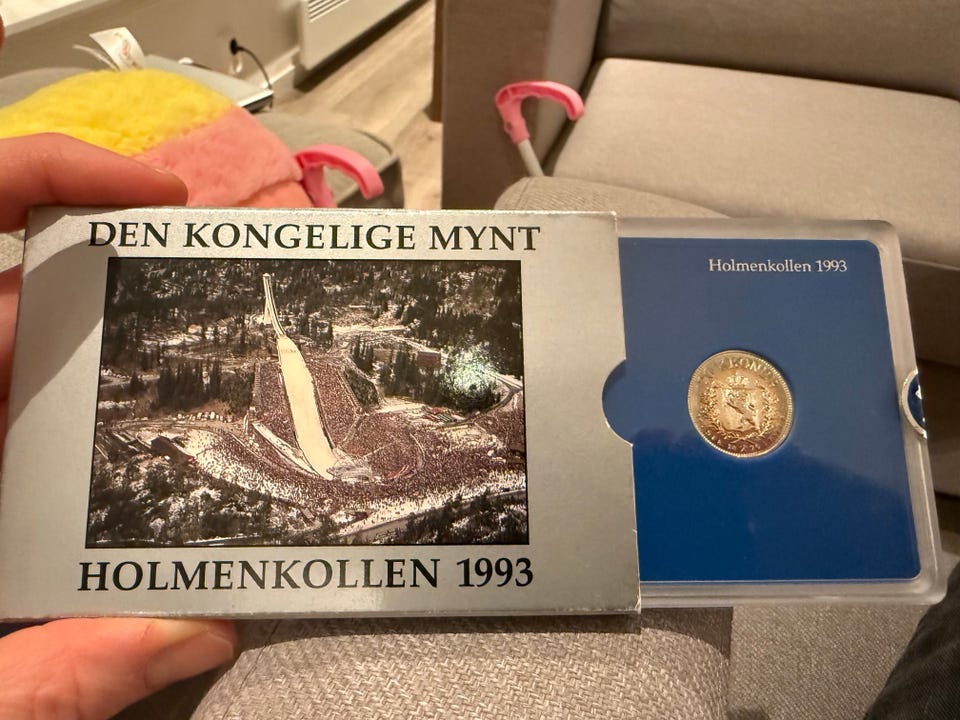 DEN KONGELIGE MYNT
HOLMENKOLLEN 1993
Holmenkollen 1993